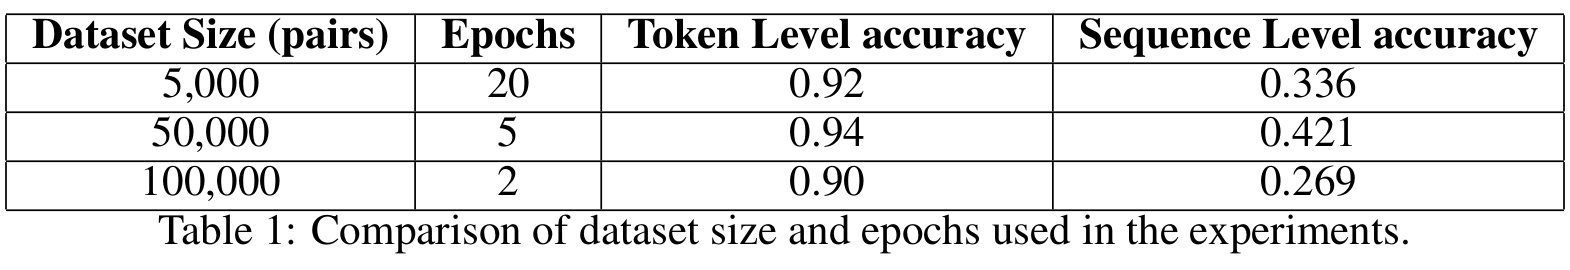 Dataset Size (pairs) Epochs Token Level accuracy Sequence Level accuracy
5,000 20 0.92 0.336
50,000 5 0.94 0.421
100,000 2 0.90 0.269
Table 1: Comparison of dataset size and epochs used in the experiments.